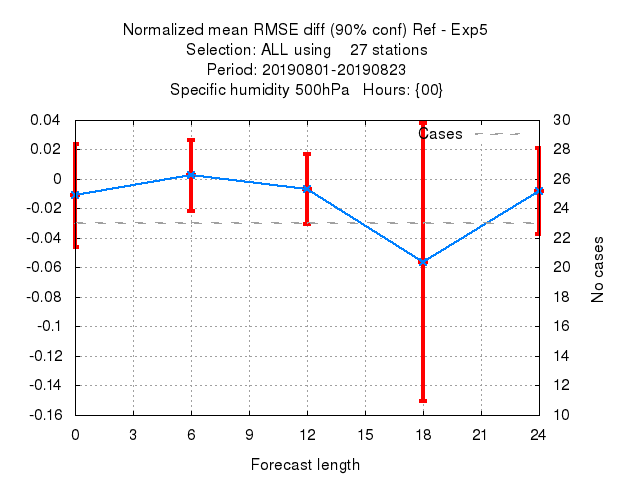 Normalized mean RMSE diff (90% conf) Ref - Exp5
Selection: ALL using    27 stations
Period: 20190801-20190823
Specific humidity 500hPa   Hours: {00}
Cases
0.04
0.02
0
-0.02
-0.04
-0.06
-0.08
-0.1
-0.12
-0.14
-0.16
30
28
26
24
22
20
18
16
14
12
10
No cases
0 3 6 9 12 15 18 21 24
Forecast length